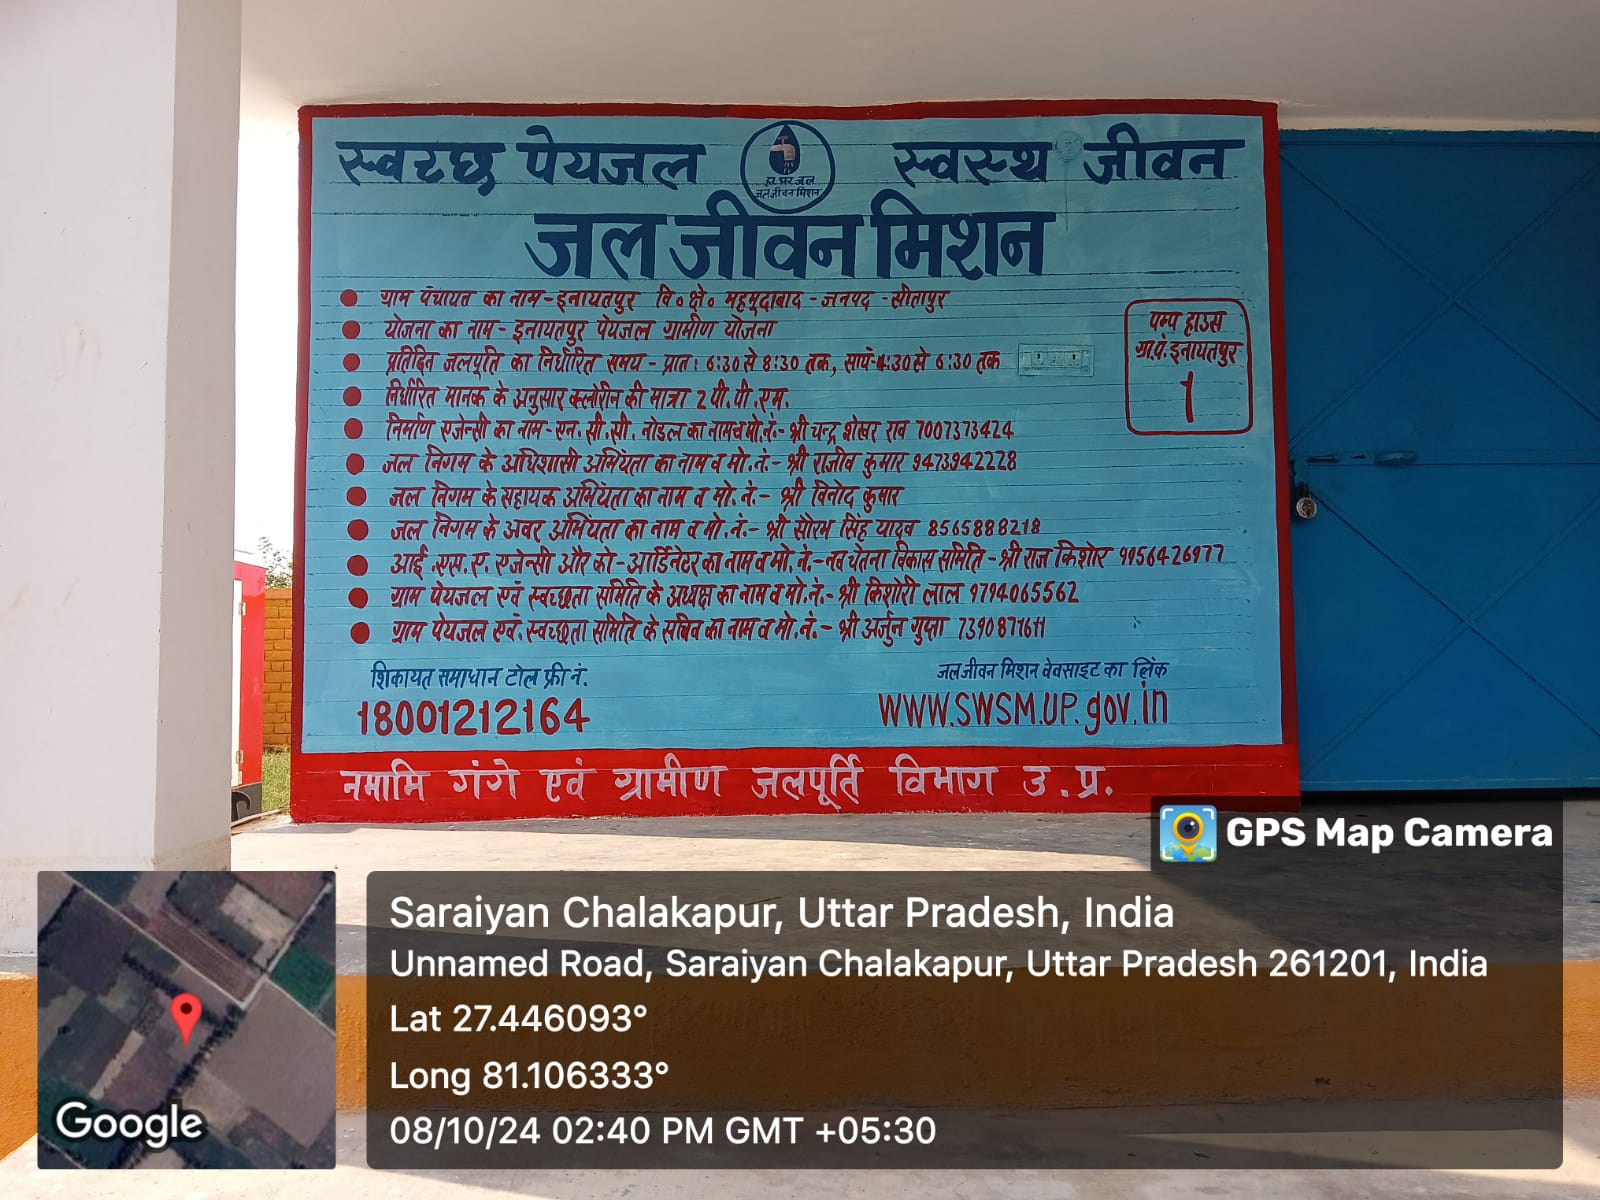 स्वच्छ पेयजल
हर घर जल
जल जीवन मिशन
स्वस्थ जीवन
जल जीवन मिशन
ग्राम पंचायत का नाम - इनायतपुर वि० क्षे० महमूदाबाद - जनपद - सीतापुर
योजना का नाम - इनायतपुर पेयजल ग्रामीण योजना
प्रतिदिन जलपूर्ति का निर्धारित समय - प्रात: 6:30 से 8:30 तक, सायं-4:30 से 6:30 तक
निर्धारित मानक के अनुसार क्लोरीन की मात्रा 2 पी.पी.एम.
निर्माण एजेन्सी का नाम - एन.सी.सी. नोडल का नाम व मो.नं.- श्री चन्द्र शेखर राव 7007373424
जल निगम के अधिशासी अभियंता का नाम व मो.नं.- श्री राजीव कुमार 9473942228
जल निगम के सहायक अभियंता का नाम व मो.नं.- श्री विनोद कुमार
जल निगम के अवर अभियंता का नाम व मो.नं.- श्री सौरभ सिंह यादव 8565888218
आई.एस.ए. एजेन्सी और को-आर्डिनेटर का नाम व मो.नं.- नव चेतना विकास समिति - श्री राज किशोर 9956426977
ग्राम पेयजल एवं स्वच्छता समिति के अध्यक्ष का नाम व मो.नं.- श्री किशोरी लाल 9794065562
ग्राम पेयजल एवं. स्वच्छता समिति के सचिव का नाम व मो.नं.- श्री अर्जुन गुप्ता 7390871611
पम्प हाउस
ग्रा.पं. इनायतपुर
1
शिकायत समाधान टोल फ्री नं.
18001212164
जल जीवन मिशन वेबसाइट का लिंक
WWW.SWSM.UP.gov.in
नमामि गंगे एवं ग्रामीण जलपूर्ति विभाग उ.प्र.
GPS Map Camera
Saraiyan Chalakapur, Uttar Pradesh, India
Unnamed Road, Saraiyan Chalakapur, Uttar Pradesh 261201, India
Lat 27.446093°
Long 81.106333°
08/10/24 02:40 PM GMT +05:30
Google